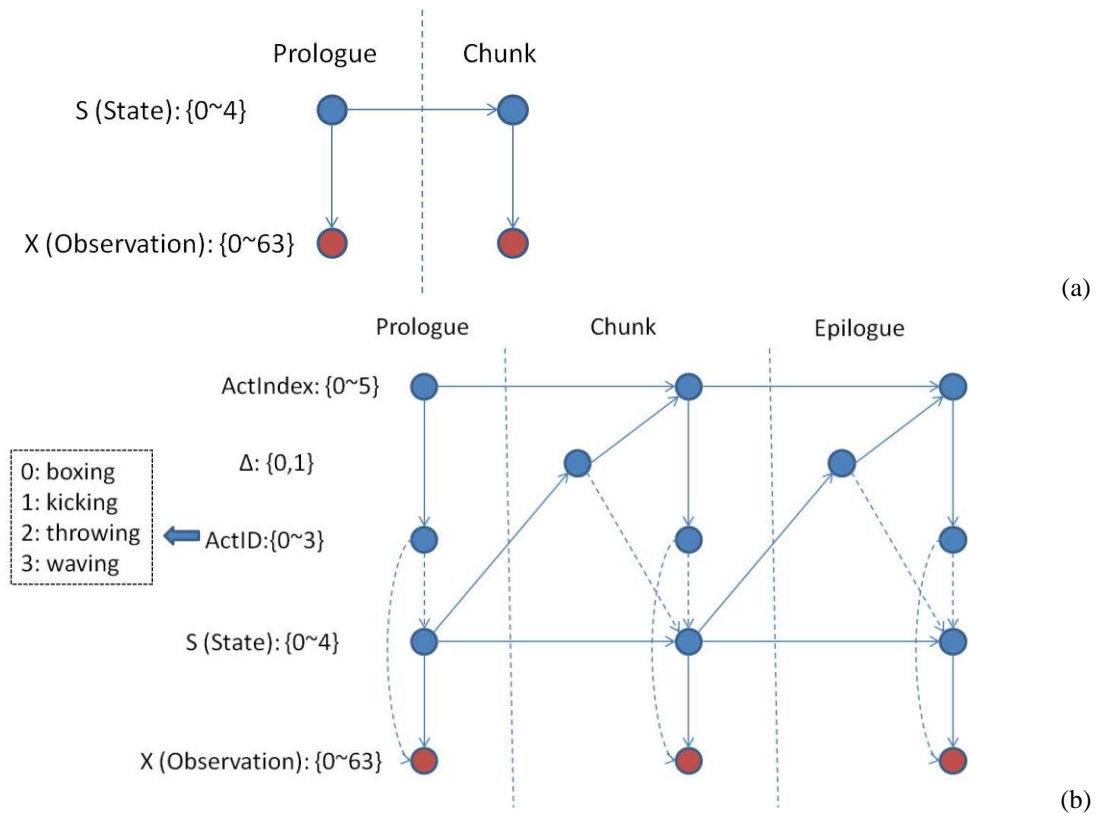 Prologue Chunk
S (State): {0~4}
X (Observation): {0~63}
(a)
Prologue Chunk Epilogue
ActIndex: {0~5}
Δ: {0,1}
0: boxing
1: kicking
2: throwing
3: waving
ActID:{0~3}
S (State): {0~4}
X (Observation): {0~63}
(b)